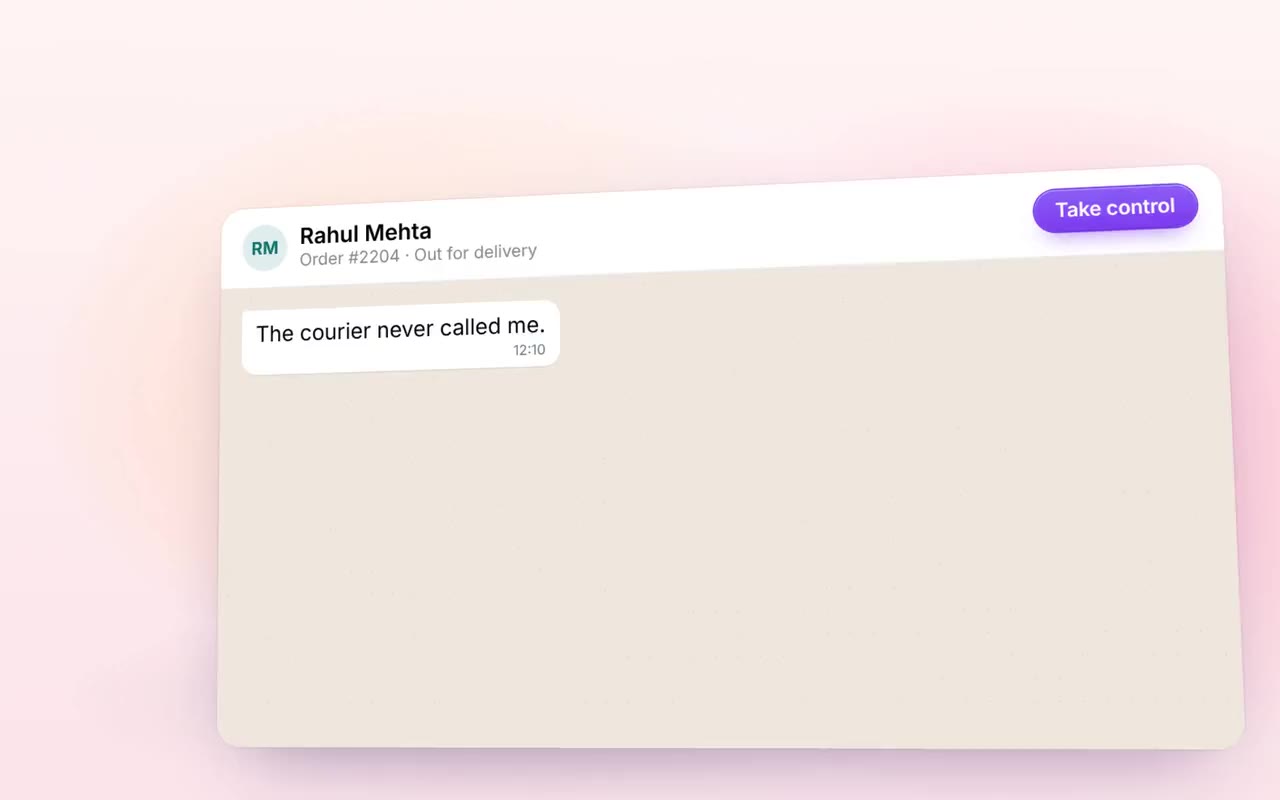 RM
Rahul Mehta
Order #2204 · Out for delivery
Take control
The courier never called me.
12:10